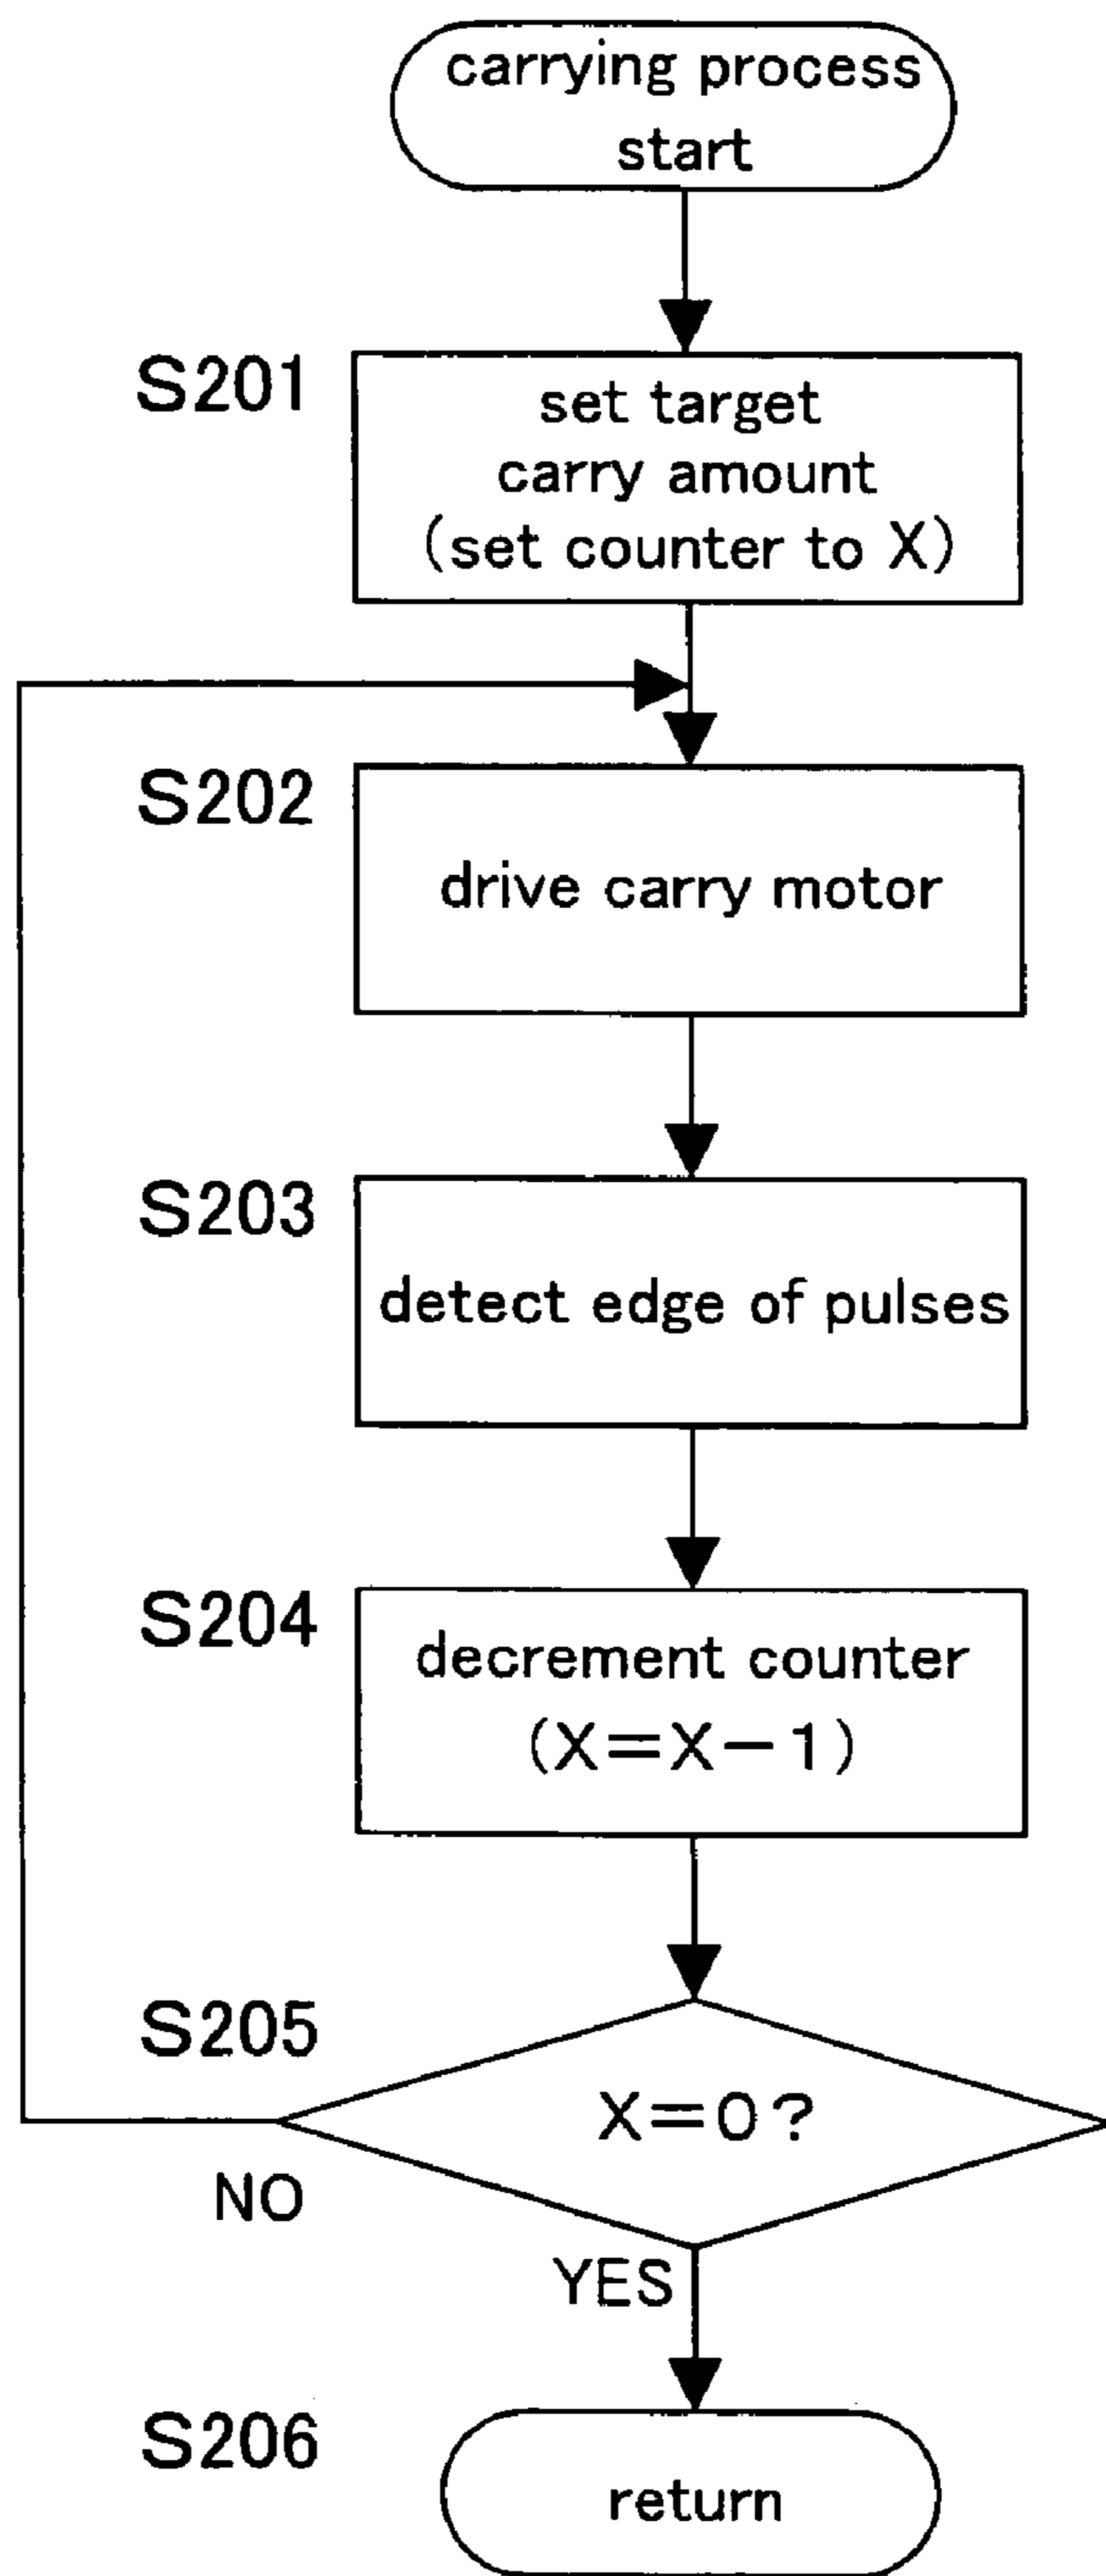 carrying process
start
S201
set target
carry amount
(set counter to X)
S202
drive carry motor
S203
detect edge of pulses
S204
decrement counter
(X=X-1)
S205
X=0?
NO
YES
S206
return